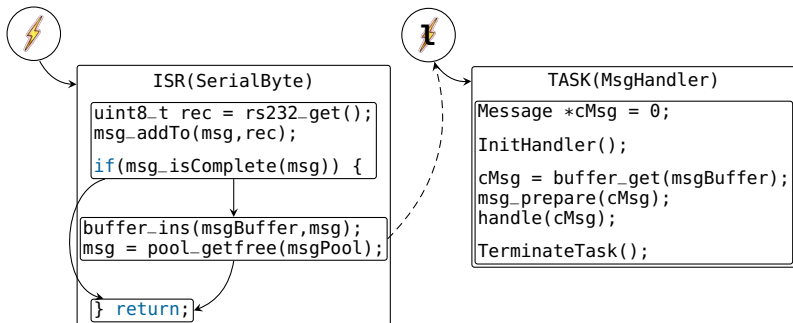 ISR(SerialByte)
uint8_t rec = rs232_get();
msg_addTo(msg,rec);
if(msg_isComplete(msg)) {
buffer_ins(msgBuffer,msg);
msg = pool_getfree(msgPool);
} return;
1
TASK(MsgHandler)
Message *cMsg = 0;
InitHandler();
cMsg = buffer_get(msgBuffer);
msg_prepare(cMsg);
handle(cMsg);
TerminateTask();